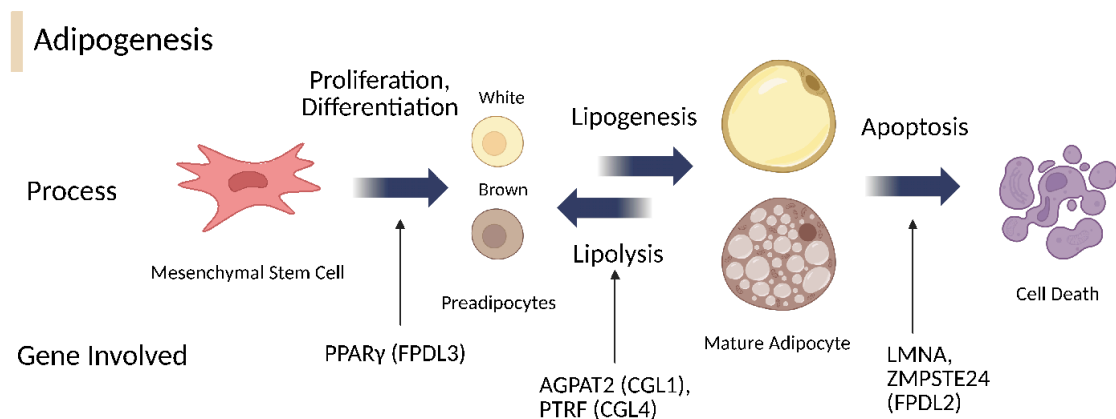 Adipogenesis
Proliferation,
Differentiation
White
Lipogenesis
Apoptosis
Process
Brown
Lipolysis
Mesenchymal Stem Cell
Preadipocytes
Mature Adipocyte
Cell Death
Gene Involved
PPARγ (FPDL3)
AGPAT2 (CGL1),
PTRF (CGL4)
LMNA,
ZMPSTE24
(FPDL2)